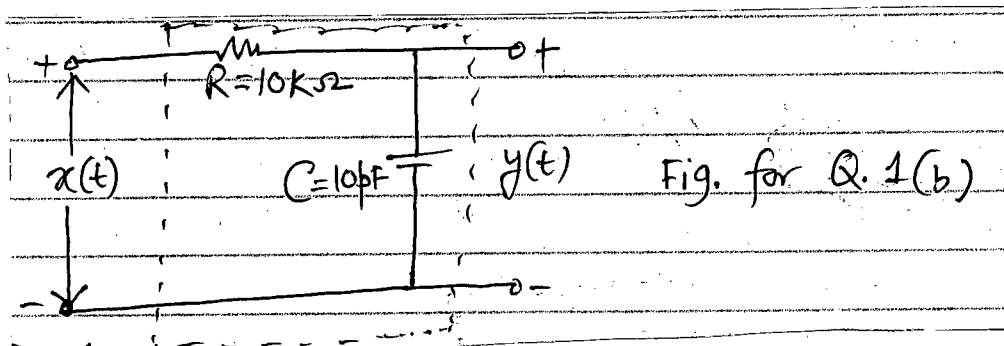 + +
R=10KΩ
x(t) C=10pF y(t) Fig. for Q. 1(b)
- -